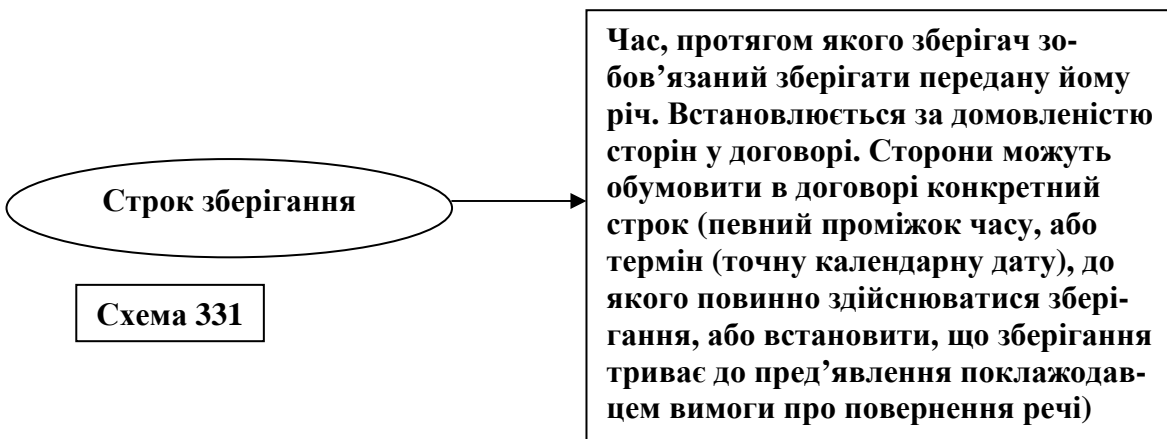 Строк зберігання
Схема 331
Час, протягом якого зберігач зо-
бов’язаний зберігати передану йому
річ. Встановлюється за домовленістю
сторін у договорі. Сторони можуть
обумовити в договорі конкретний
строк (певний проміжок часу, або
термін (точну календарну дату), до
якого повинно здійснюватися збері-
гання, або встановити, що зберігання
триває до пред’явлення поклажодав-
цем вимоги про повернення речі)